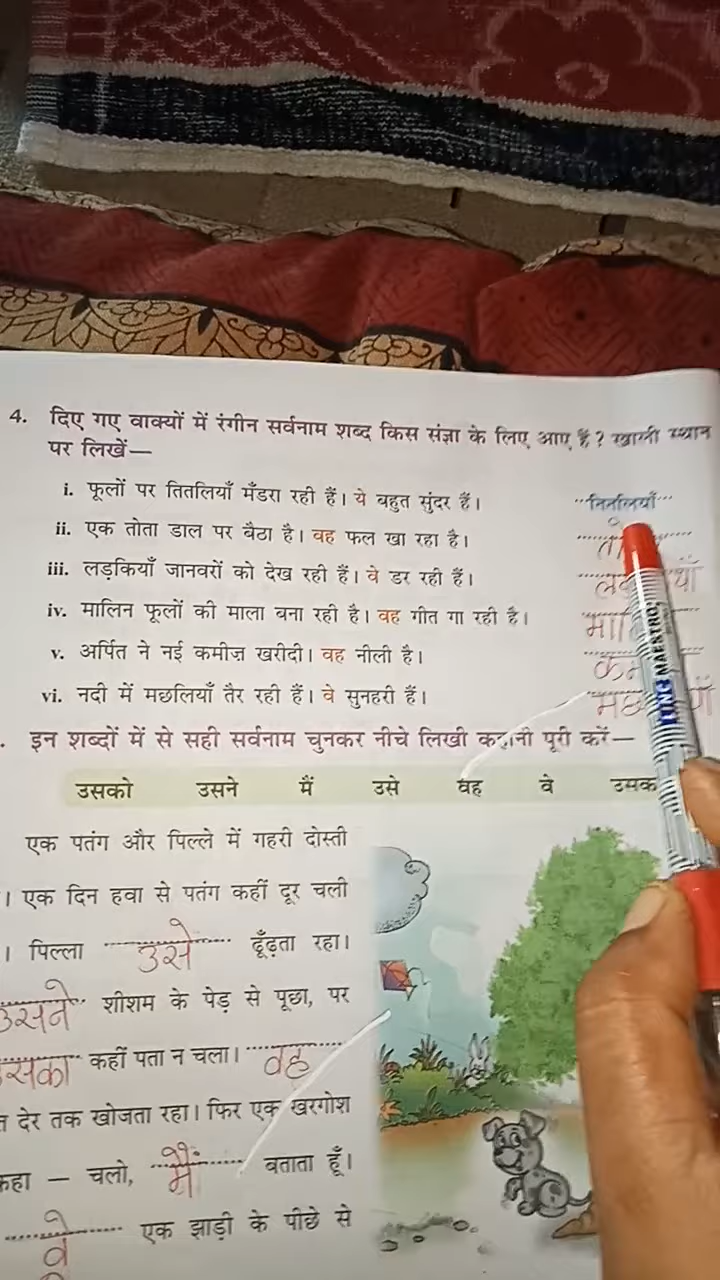 4. दिए गए वाक्यों में रंगीन सर्वनाम शब्द किस संज्ञा के लिए आए हैं? खाली स्थान
पर लिखें—
i. फूलों पर तितलियाँ मँडरा रही हैं। ये बहुत सुंदर हैं। तितलियाँ
ii. एक तोता डाल पर बैठा है। वह फल खा रहा है।
iii. लड़कियाँ जानवरों को देख रही हैं। वे डर रही हैं।
iv. मालिन फूलों की माला बना रही है। वह गीत गा रही है।
v. अर्पित ने नई कमीज़ खरीदी। वह नीली है।
vi. नदी में मछलियाँ तैर रही हैं। वे सुनहरी हैं।
इन शब्दों में से सही सर्वनाम चुनकर नीचे लिखी कहानी पूरी करें—
उसको उसने मैं उसे वह वे
एक पतंग और पिल्ले में गहरी दोस्ती
। एक दिन हवा से पतंग कहीं दूर चली
। पिल्ला उसे ढूँढ़ता रहा।
उसने शीशम के पेड़ से पूछा, पर
कहीं पता न चला। वह
देर तक खोजता रहा। फिर एक खरगोश
कहा — चलो, मैं बताता हूँ।
वे एक झाड़ी के पीछे से